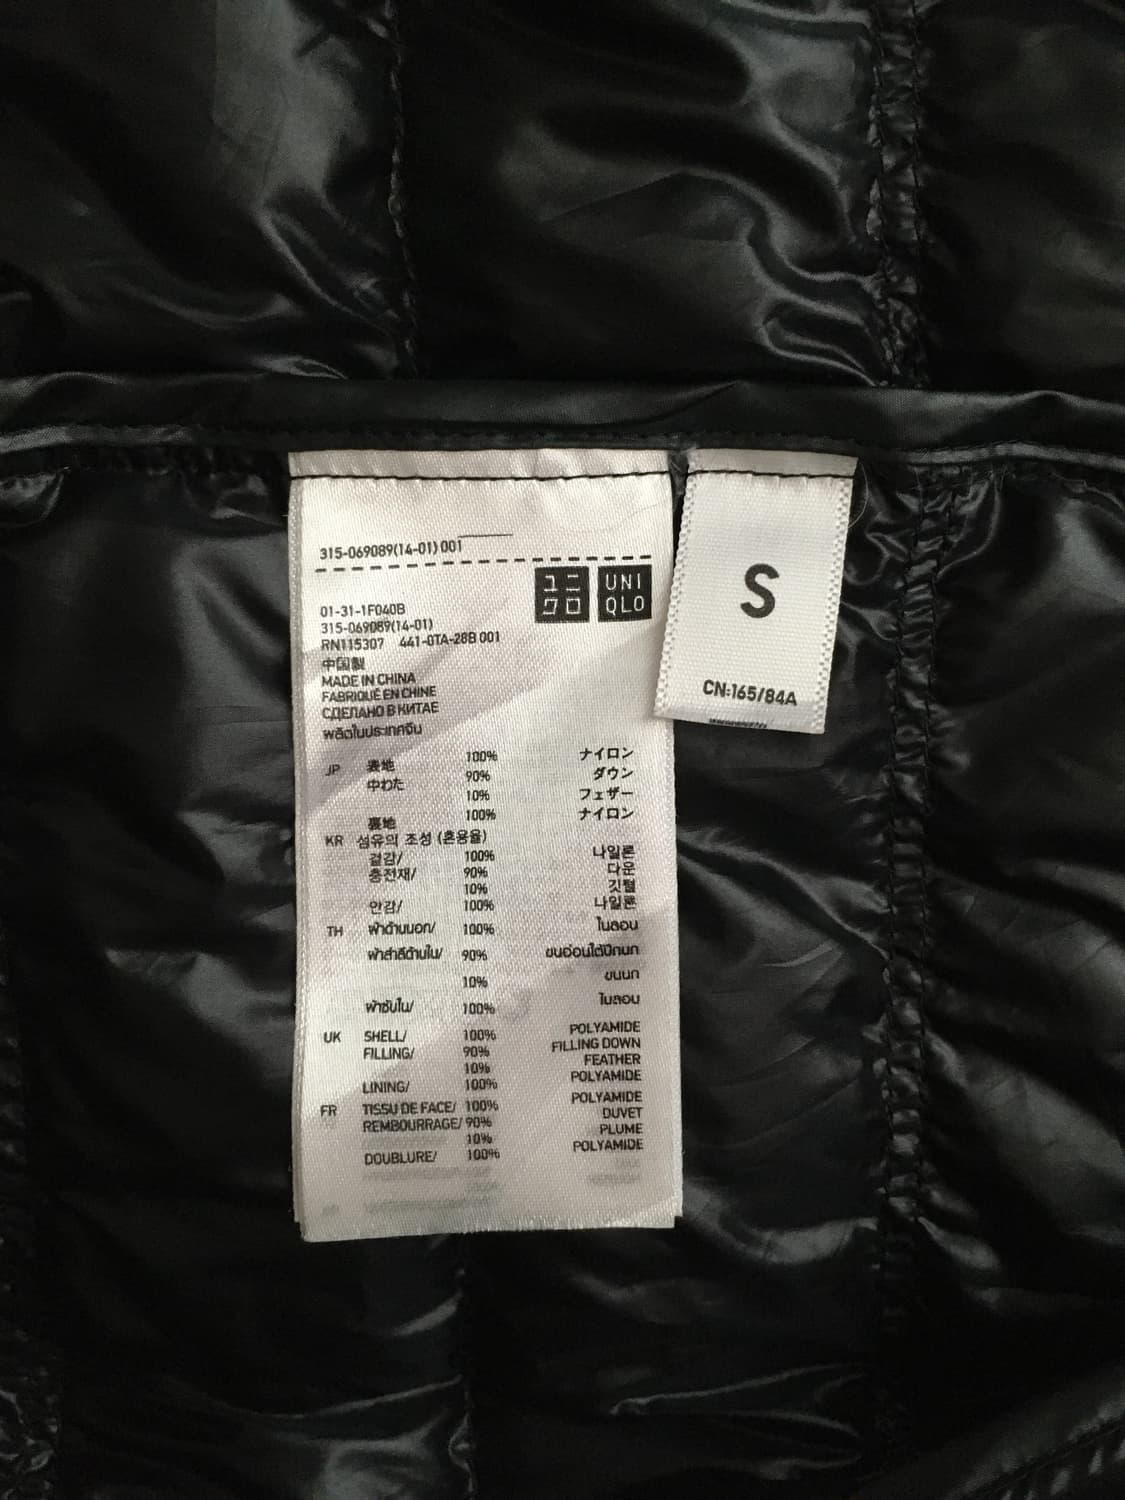 315-069089(14-01) 001
ユニ
クロ
UNI
QLO
01-31-1F040B
315-069089(14-01)
RN115307 441-0TA-28B 001
中国製
MADE IN CHINA
FABRIQUÉ EN CHINE
СДЕЛАНО В КИТАЕ
ผลิตในประเทศจีน
JP 表地 100% ナイロン
中わた 90% ダウン
10% フェザー
裏地 100% ナイロン
KR 섬유의 조성 (혼용율)
겉감/ 100% 나일론
충전재/ 90% 다운
10% 깃털
안감/ 100% 나일론
TH ผ้าด้านนอก/ 100% ไนลอน
ผ้าสำลีด้านใน/ 90% ขนอ่อนใต้ปีกนก
10% ขนนก
ผ้าซับใน/ 100% ไนลอน
UK SHELL/ 100% POLYAMIDE
FILLING/ 90% FILLING DOWN
10% FEATHER
LINING/ 100% POLYAMIDE
FR TISSU DE FACE/ 100% POLYAMIDE
REMBOURRAGE/ 90% DUVET
10% PLUME
DOUBLURE/ 100% POLYAMIDE
S
CN:165/84A